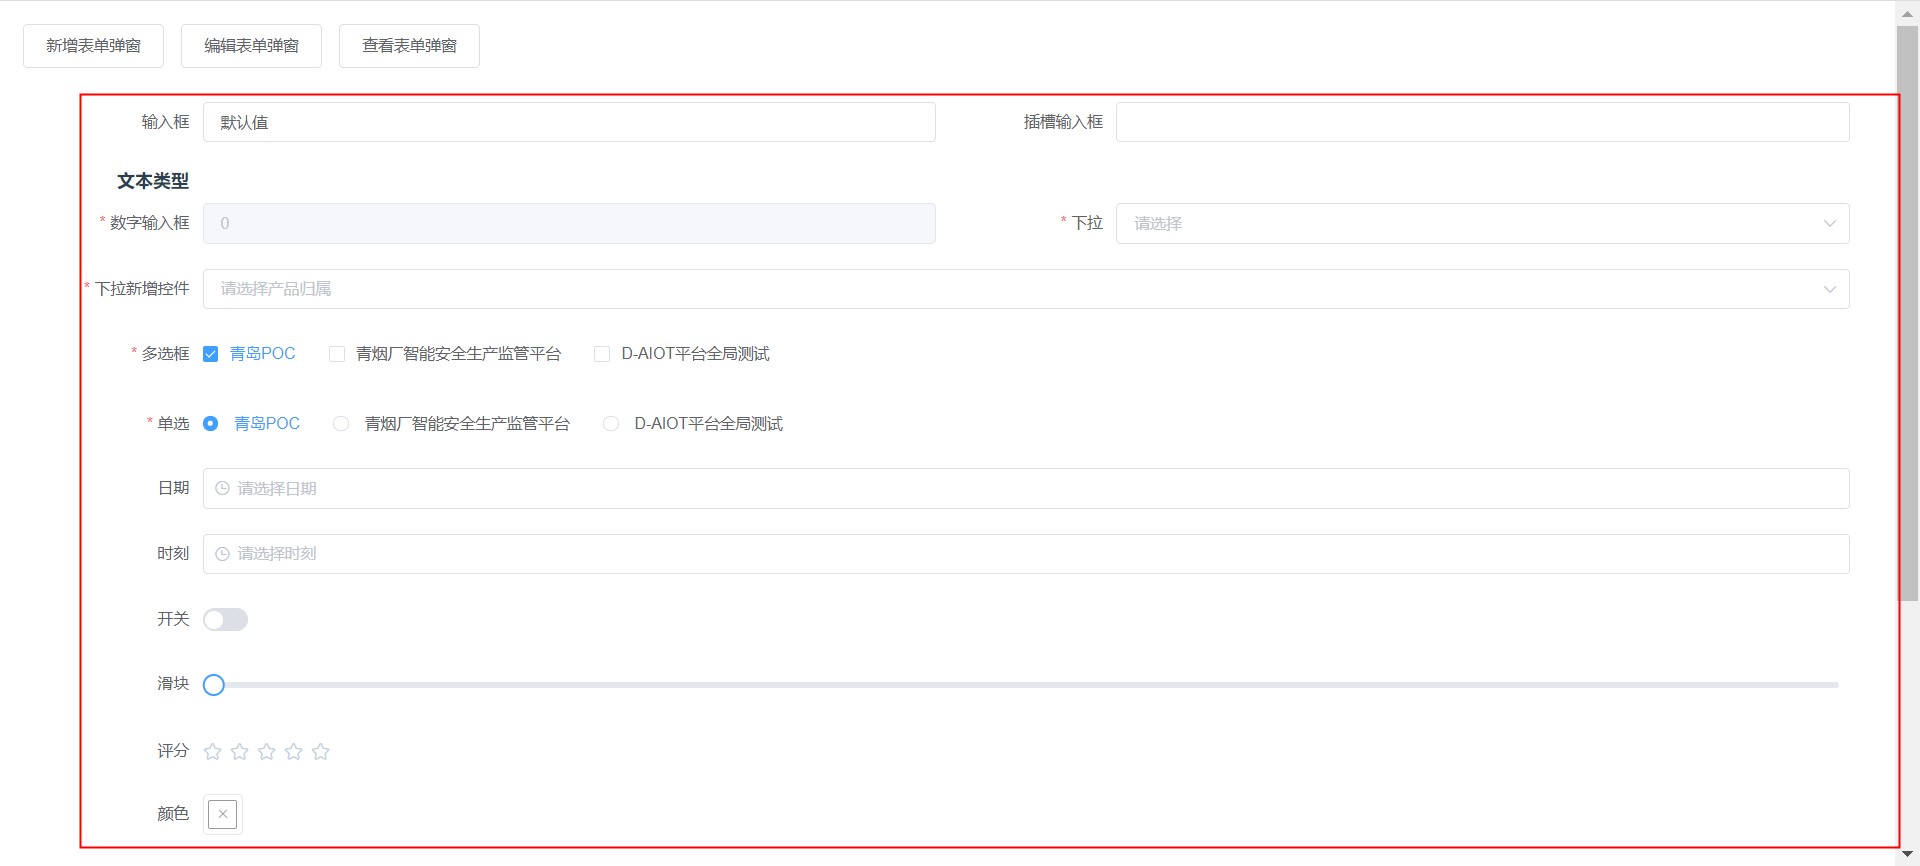 新增表单弹窗 编辑表单弹窗 查看表单弹窗
输入框 默认值 插槽输入框
文本类型
* 数字输入框 0 * 下拉 请选择
* 下拉新增控件 请选择产品归属
* 多选框 青岛POC 青烟厂智能安全生产监管平台 D-AIOT平台全局测试
* 单选 青岛POC 青烟厂智能安全生产监管平台 D-AIOT平台全局测试
日期 请选择日期
时刻 请选择时刻
开关
滑块
评分
颜色